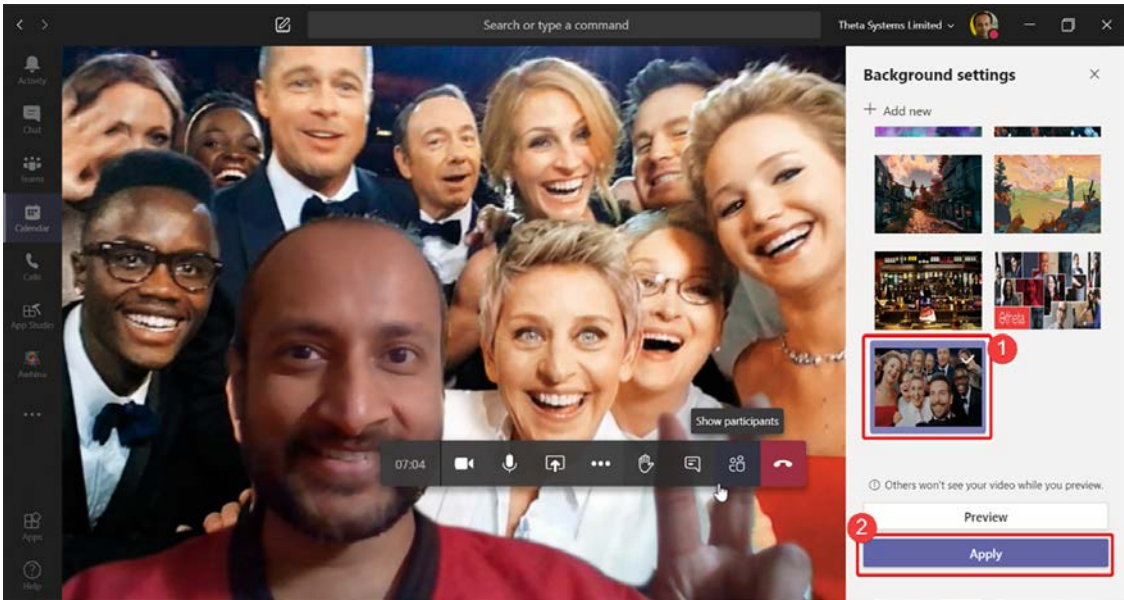 Search or type a command
Theta Systems Limited
Activity
Chat
Teams
Calendar
Calls
App Studio
Apps
Help
07:04
Show participants
Background settings
+ Add new
theta
1
Others won't see your video while you preview.
Preview
2
Apply